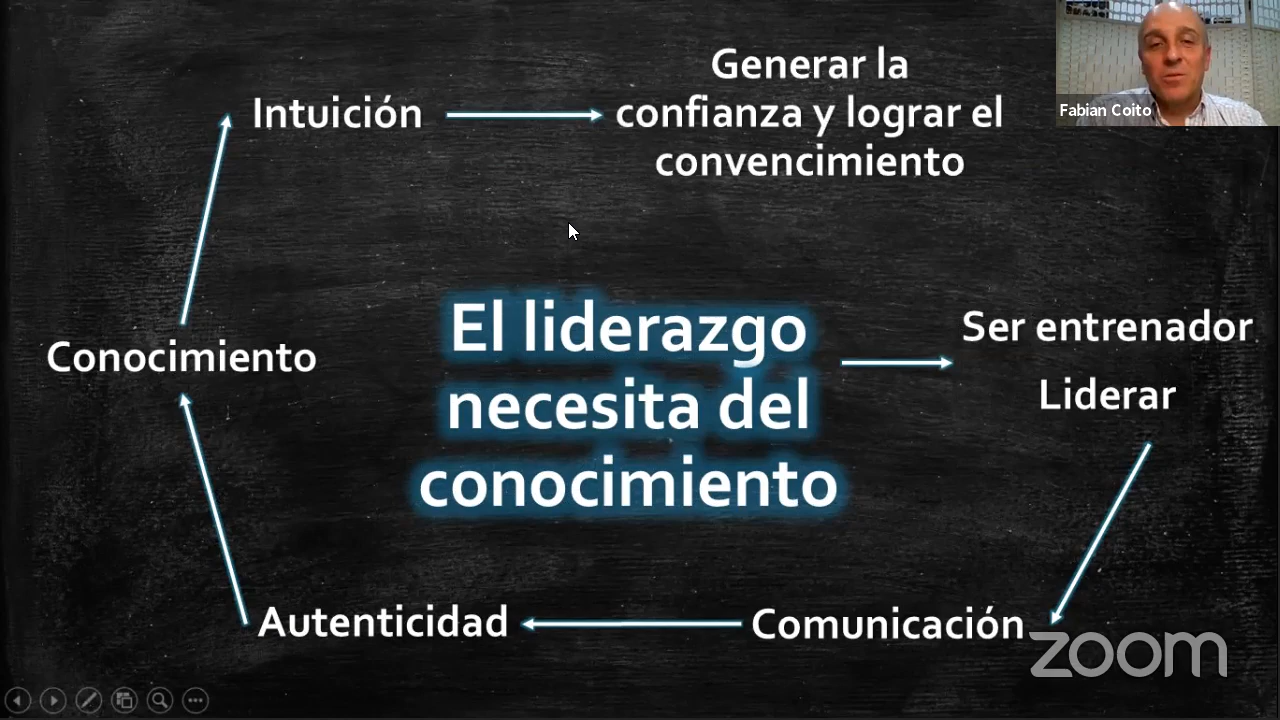 Generar la
confianza y lograr el
convencimiento
Intuición
Fabian Coito
El liderazgo
necesita del
conocimiento
Ser entrenador
Liderar
Conocimiento
Autenticidad
Comunicación
zoom